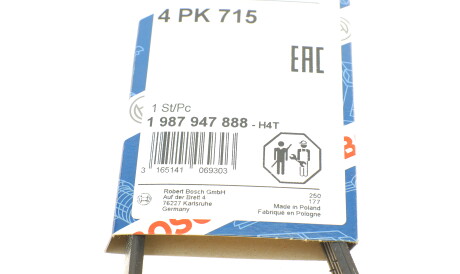 4 PK 715
EAC
1 St/Pc
1 987 947 888 - H4T
3 165141 069303
Robert Bosch GmbH
Auf der Breit 4
76227 Karlsruhe
Germany
250
177
Made in Poland
Fabriqué en Pologne